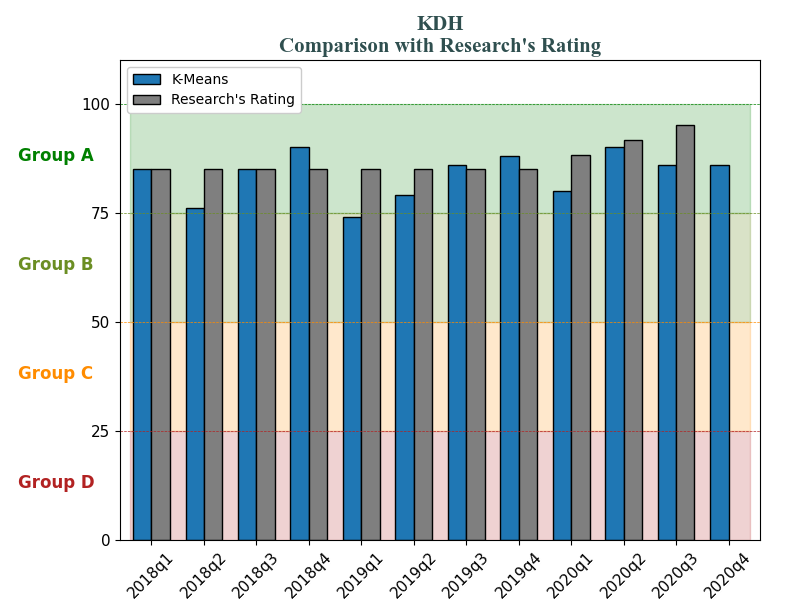 KDH
Comparison with Research's Rating
K-Means
Research's Rating
100
Group A
75
Group B
50
Group C
25
Group D
0
2018q1
2018q2
2018q3
2018q4
2019q1
2019q2
2019q3
2019q4
2020q1
2020q2
2020q3
2020q4